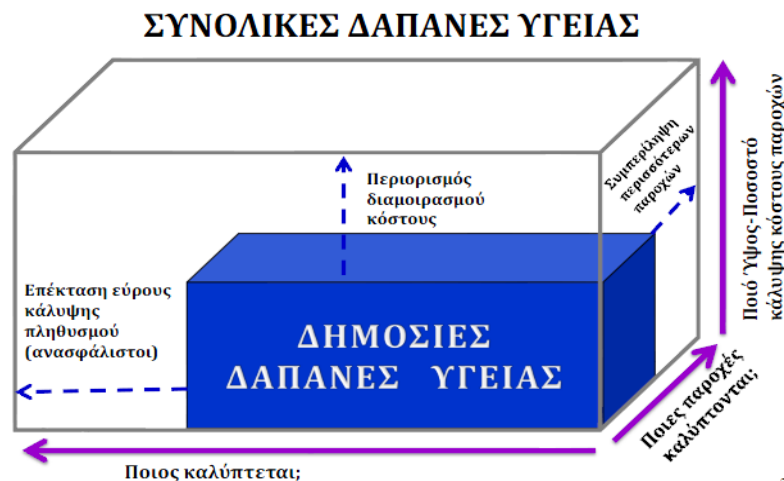 ΣΥΝΟΛΙΚΕΣ ΔΑΠΑΝΕΣ ΥΓΕΙΑΣ
Περιορισμός
διαμοιρασμού
κόστους
Συμπερίληψη
περισσότερων
παροχών
Ποιό Ύψος-Ποσοστό
κάλυψης κόστους παροχών
Επέκταση εύρους
κάλυψης
πληθυσμού
(ανασφάλιστοι)
ΔΗΜΟΣΙΕΣ
ΔΑΠΑΝΕΣ ΥΓΕΙΑΣ
Ποιες παροχές
καλύπτονται;
Ποιος καλύπτεται;